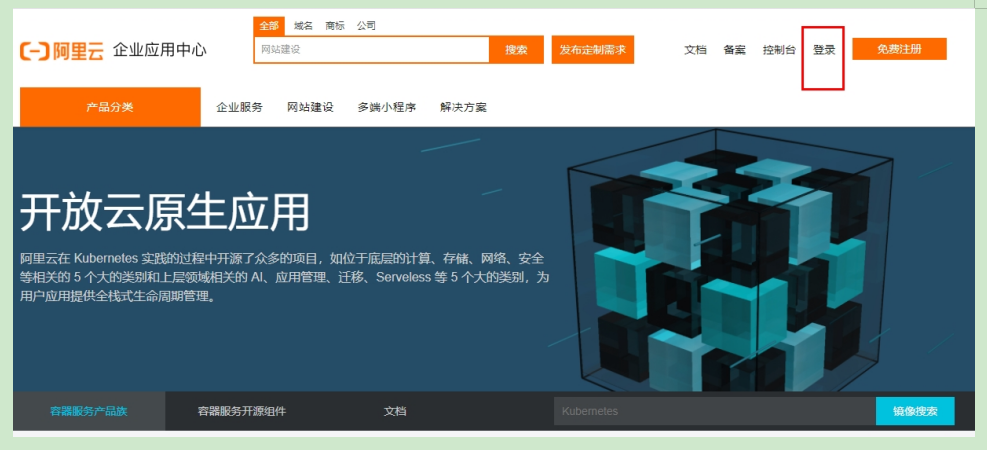 全部 域名 商标 公司
阿里云 企业应用中心 网站建设 搜索 发布定制需求 文档 备案 控制台 登录 免费注册
产品分类 企业服务 网站建设 多端小程序 解决方案
开放云原生应用
阿里云在 Kubernetes 实践的过程中开源了众多的项目，如位于底层的计算、存储、网络、安全
等相关的 5 个大的类别和上层领域相关的 AI、应用管理、迁移、Serveless 等 5 个大的类别，为
用户应用提供全栈式生命周期管理。
容器服务产品族 容器服务开源组件 文档 Kubernetes 镜像搜索